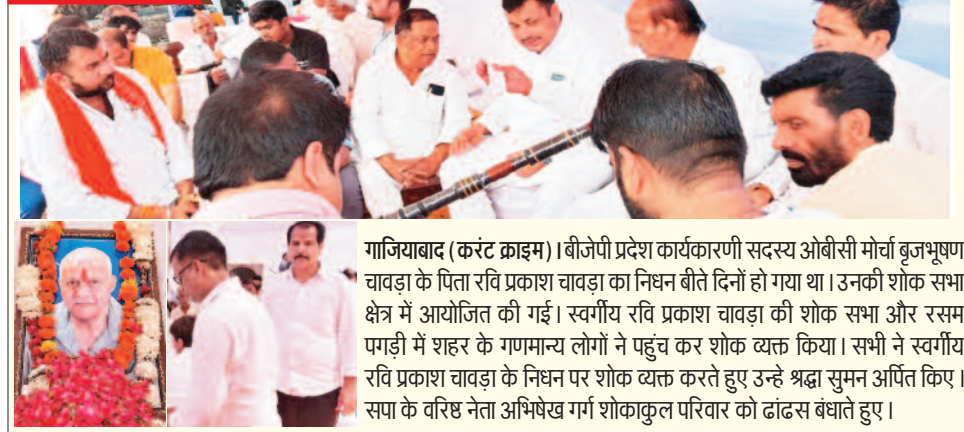 गाजियाबाद (करंट क्राइम)। बीजेपी प्रदेश कार्यकारणी सदस्य ओबीसी मोर्चा बृजभूषण
चावड़ा के पिता रवि प्रकाश चावड़ा का निधन बीते दिनों हो गया था। उनकी शोक सभा
क्षेत्र में आयोजित की गई। स्वर्गीय रवि प्रकाश चावड़ा की शोक सभा और रसम
पगड़ी में शहर के गणमान्य लोगों ने पहुंच कर शोक व्यक्त किया। सभी ने स्वर्गीय
रवि प्रकाश चावड़ा के निधन पर शोक व्यक्त करते हुए उन्हे श्रद्धा सुमन अर्पित किए।
सपा के वरिष्ठ नेता अभिषेख गर्ग शोकाकुल परिवार को ढांढस बंधाते हुए।